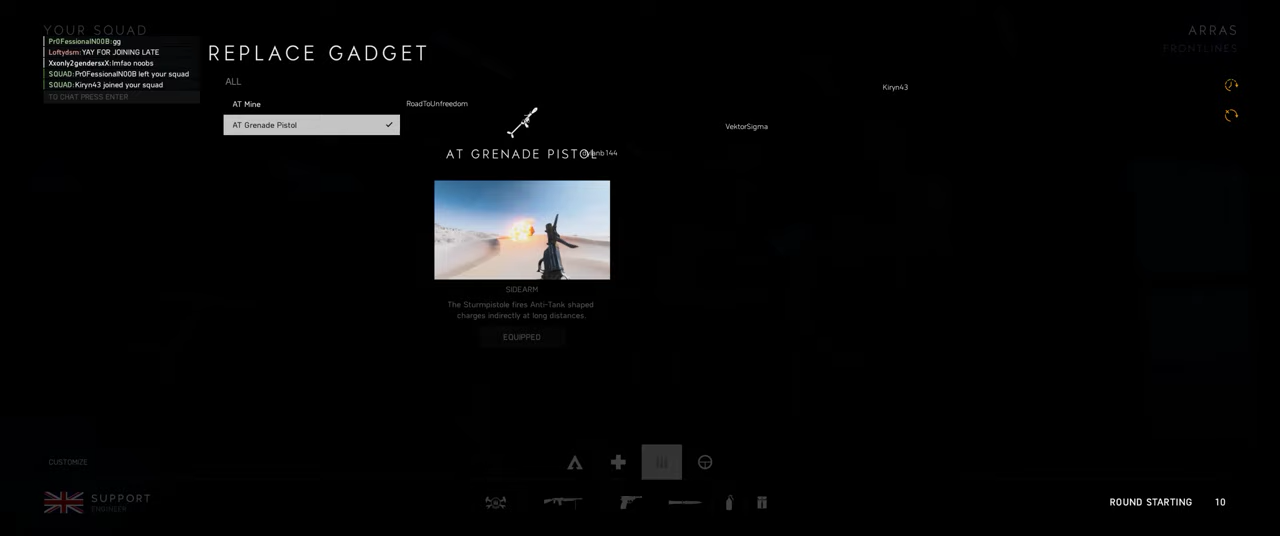 YOUR SQUAD
Pr0FessionalN00B:gg
Loftydsm:YAY FOR JOINING LATE
Xxonly2gendersxX:lmfao noobs
SQUAD:Pr0FessionalN00B left your squad
SQUAD:Kiryn43 joined your squad
TO CHAT PRESS ENTER
REPLACE GADGET
ARRAS
FRONTLINES
ALL
AT Mine
AT Grenade Pistol
RoadToUnfreedom
Kiryn43
VektorSigma
AT GRENADE PISTOL
SIDEARM
The Sturmpistole fires Anti-Tank shaped
charges indirectly at long distances.
EQUIPPED
CUSTOMIZE
SUPPORT
ENGINEER
ROUND STARTING 10